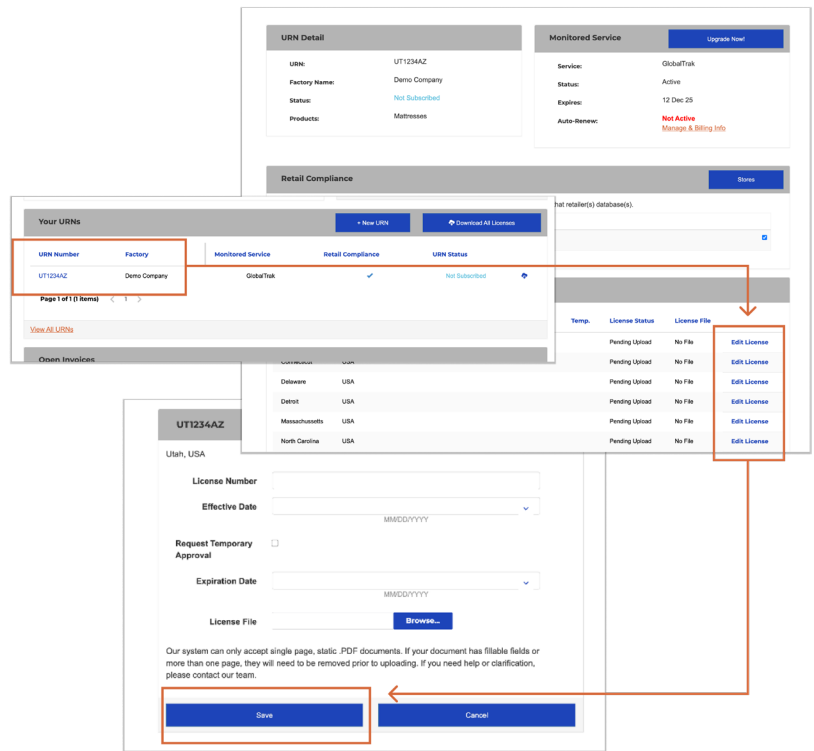 URN Detail
URN: UT1234AZ
Factory Name: Demo Company
Status: Not Subscribed
Products: Mattresses
Monitored Service Upgrade Now!
Service: GlobalTrak
Status: Active
Expires: 12 Dec 25
Auto-Renew: Not Active
Manage & Billing Info
Retail Compliance Stores
hat retailer(s) database(s).
Your URNs + New URN Download All Licenses
URN Number Factory Monitored Service Retail Compliance URN Status
UT1234AZ Demo Company GlobalTrak Not Subscribed
Page 1 of 1 (1 items) < 1 >
View All URNs
Open Invoices
Temp. License Status License File
Pending Upload No File Edit License
Connecticut USA Pending Upload No File Edit License
Delaware USA Pending Upload No File Edit License
Detroit USA Pending Upload No File Edit License
Massachussetts USA Pending Upload No File Edit License
North Carolina USA Pending Upload No File Edit License
UT1234AZ
Utah, USA
License Number
Effective Date
MM/DD/YYYY
Request Temporary
Approval
Expiration Date
MM/DD/YYYY
License File Browse...
Our system can only accept single page, static .PDF documents. If your document has fillable fields or
more than one page, they will need to be removed prior to uploading. If you need help or clarification,
please contact our team.
Save Cancel